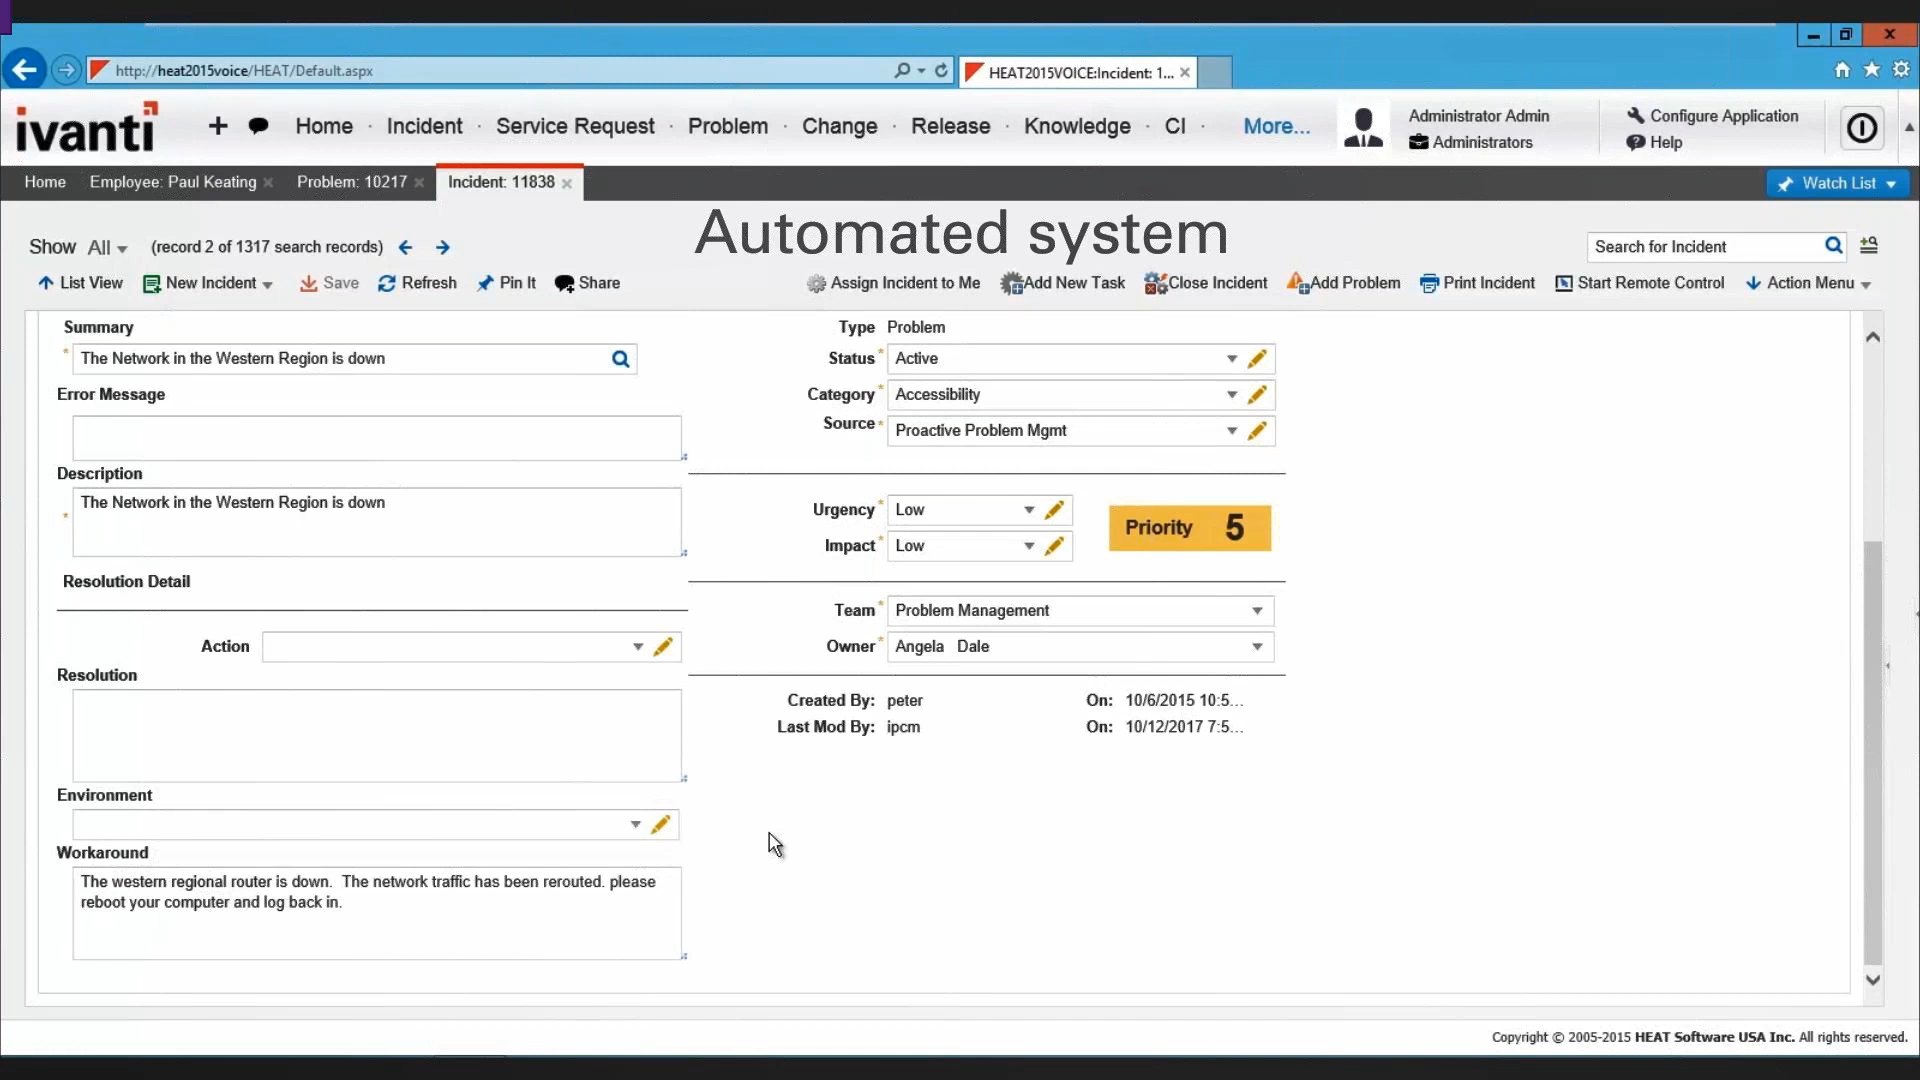 http://heat2015voice/HEAT/Default.aspx
HEAT2015VOICE:Incident: 1...
ivanti
Home · Incident · Service Request · Problem · Change · Release · Knowledge · CI · More...
Administrator Admin
Administrators
Configure Application
Help
Home
Employee: Paul Keating
Problem: 10217
Incident: 11838
Watch List
Automated system
Show All (record 2 of 1317 search records)
Search for Incident
List View New Incident Save Refresh Pin It Share
Assign Incident to Me Add New Task Close Incident Add Problem Print Incident Start Remote Control Action Menu
Summary
* The Network in the Western Region is down
Error Message
Description
The Network in the Western Region is down
*
Resolution Detail
Action
Resolution
Environment
Workaround
The western regional router is down. The network traffic has been rerouted. please
reboot your computer and log back in.
Type Problem
Status * Active
Category * Accessibility
Source * Proactive Problem Mgmt
Urgency * Low
Impact * Low
Priority 5
Team * Problem Management
Owner * Angela Dale
Created By: peter On: 10/6/2015 10:5...
Last Mod By: ipcm On: 10/12/2017 7:5...
Copyright © 2005-2015 HEAT Software USA Inc. All rights reserved.